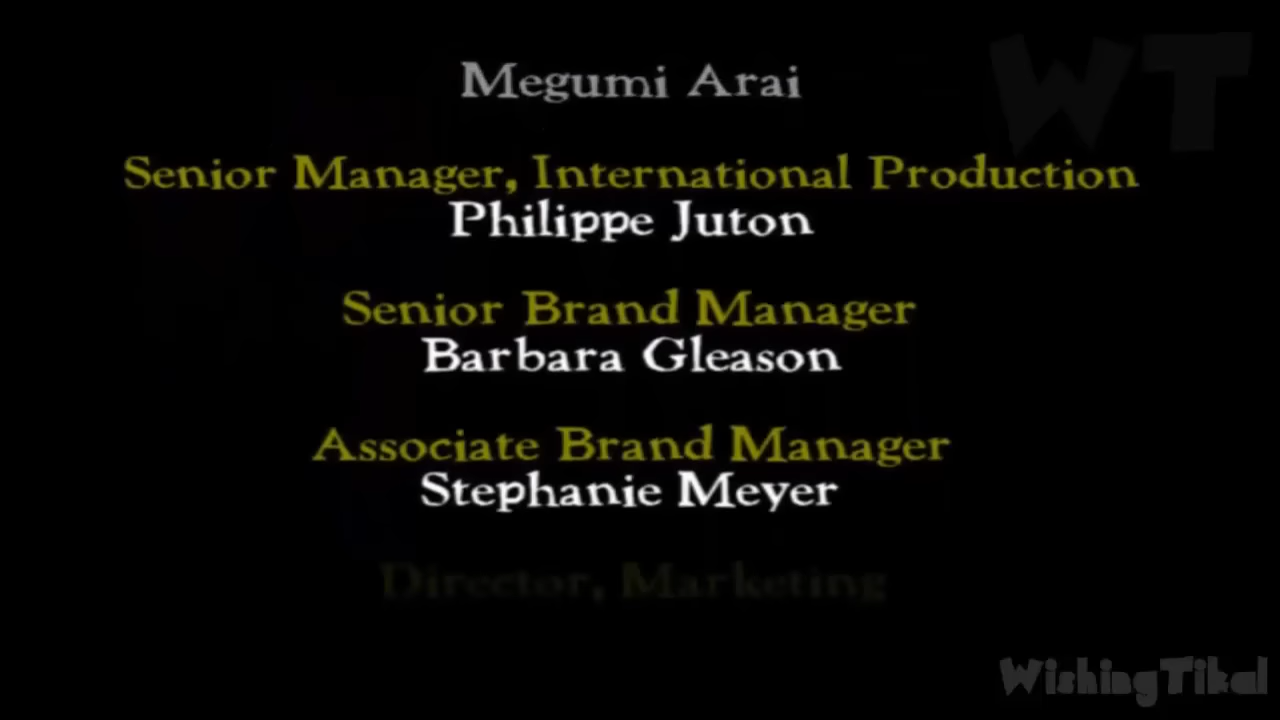 WT
Megumi Arai
Senior Manager, International Production
Philippe Juton
Senior Brand Manager
Barbara Gleason
Associate Brand Manager
Stephanie Meyer
Director, Marketing
WishingTikal